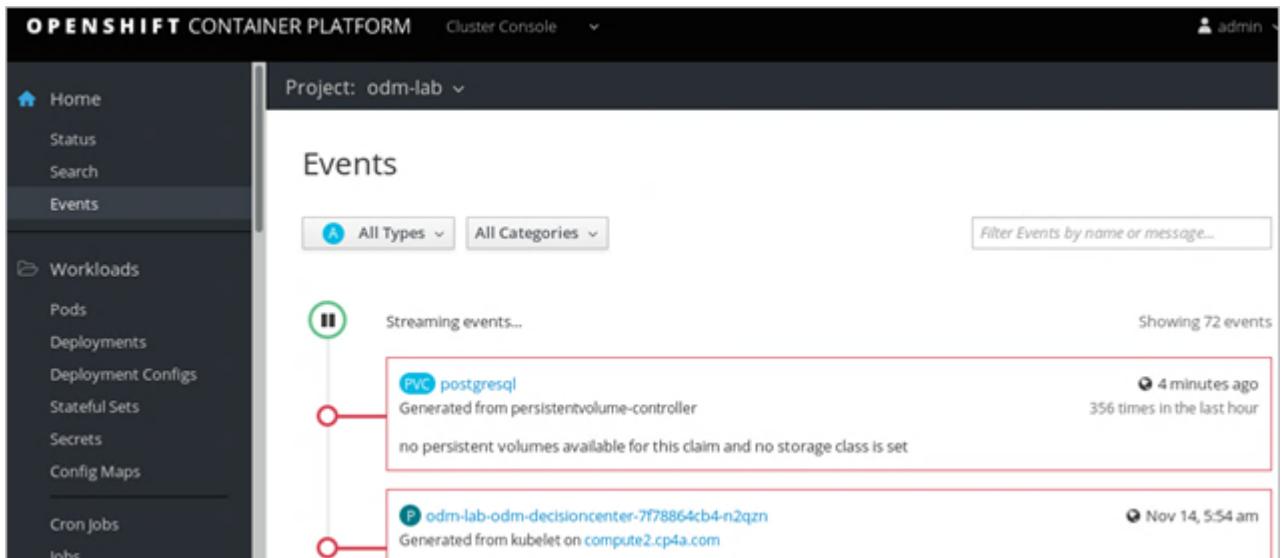 OPENSHIFT CONTAINER PLATFORM Cluster Console admin
Home
Status
Search
Events
Workloads
Pods
Deployments
Deployment Configs
Stateful Sets
Secrets
Config Maps
Cron Jobs
Jobs
Project: odm-lab
Events
A All Types All Categories Filter Events by name or message...
Streaming events... Showing 72 events
PVC postgresql 4 minutes ago
Generated from persistentvolume-controller 356 times in the last hour
no persistent volumes available for this claim and no storage class is set
P odm-lab-odm-decisioncenter-7f78864cb4-n2qzn Nov 14, 5:54 am
Generated from kubelet on compute2.cp4a.com